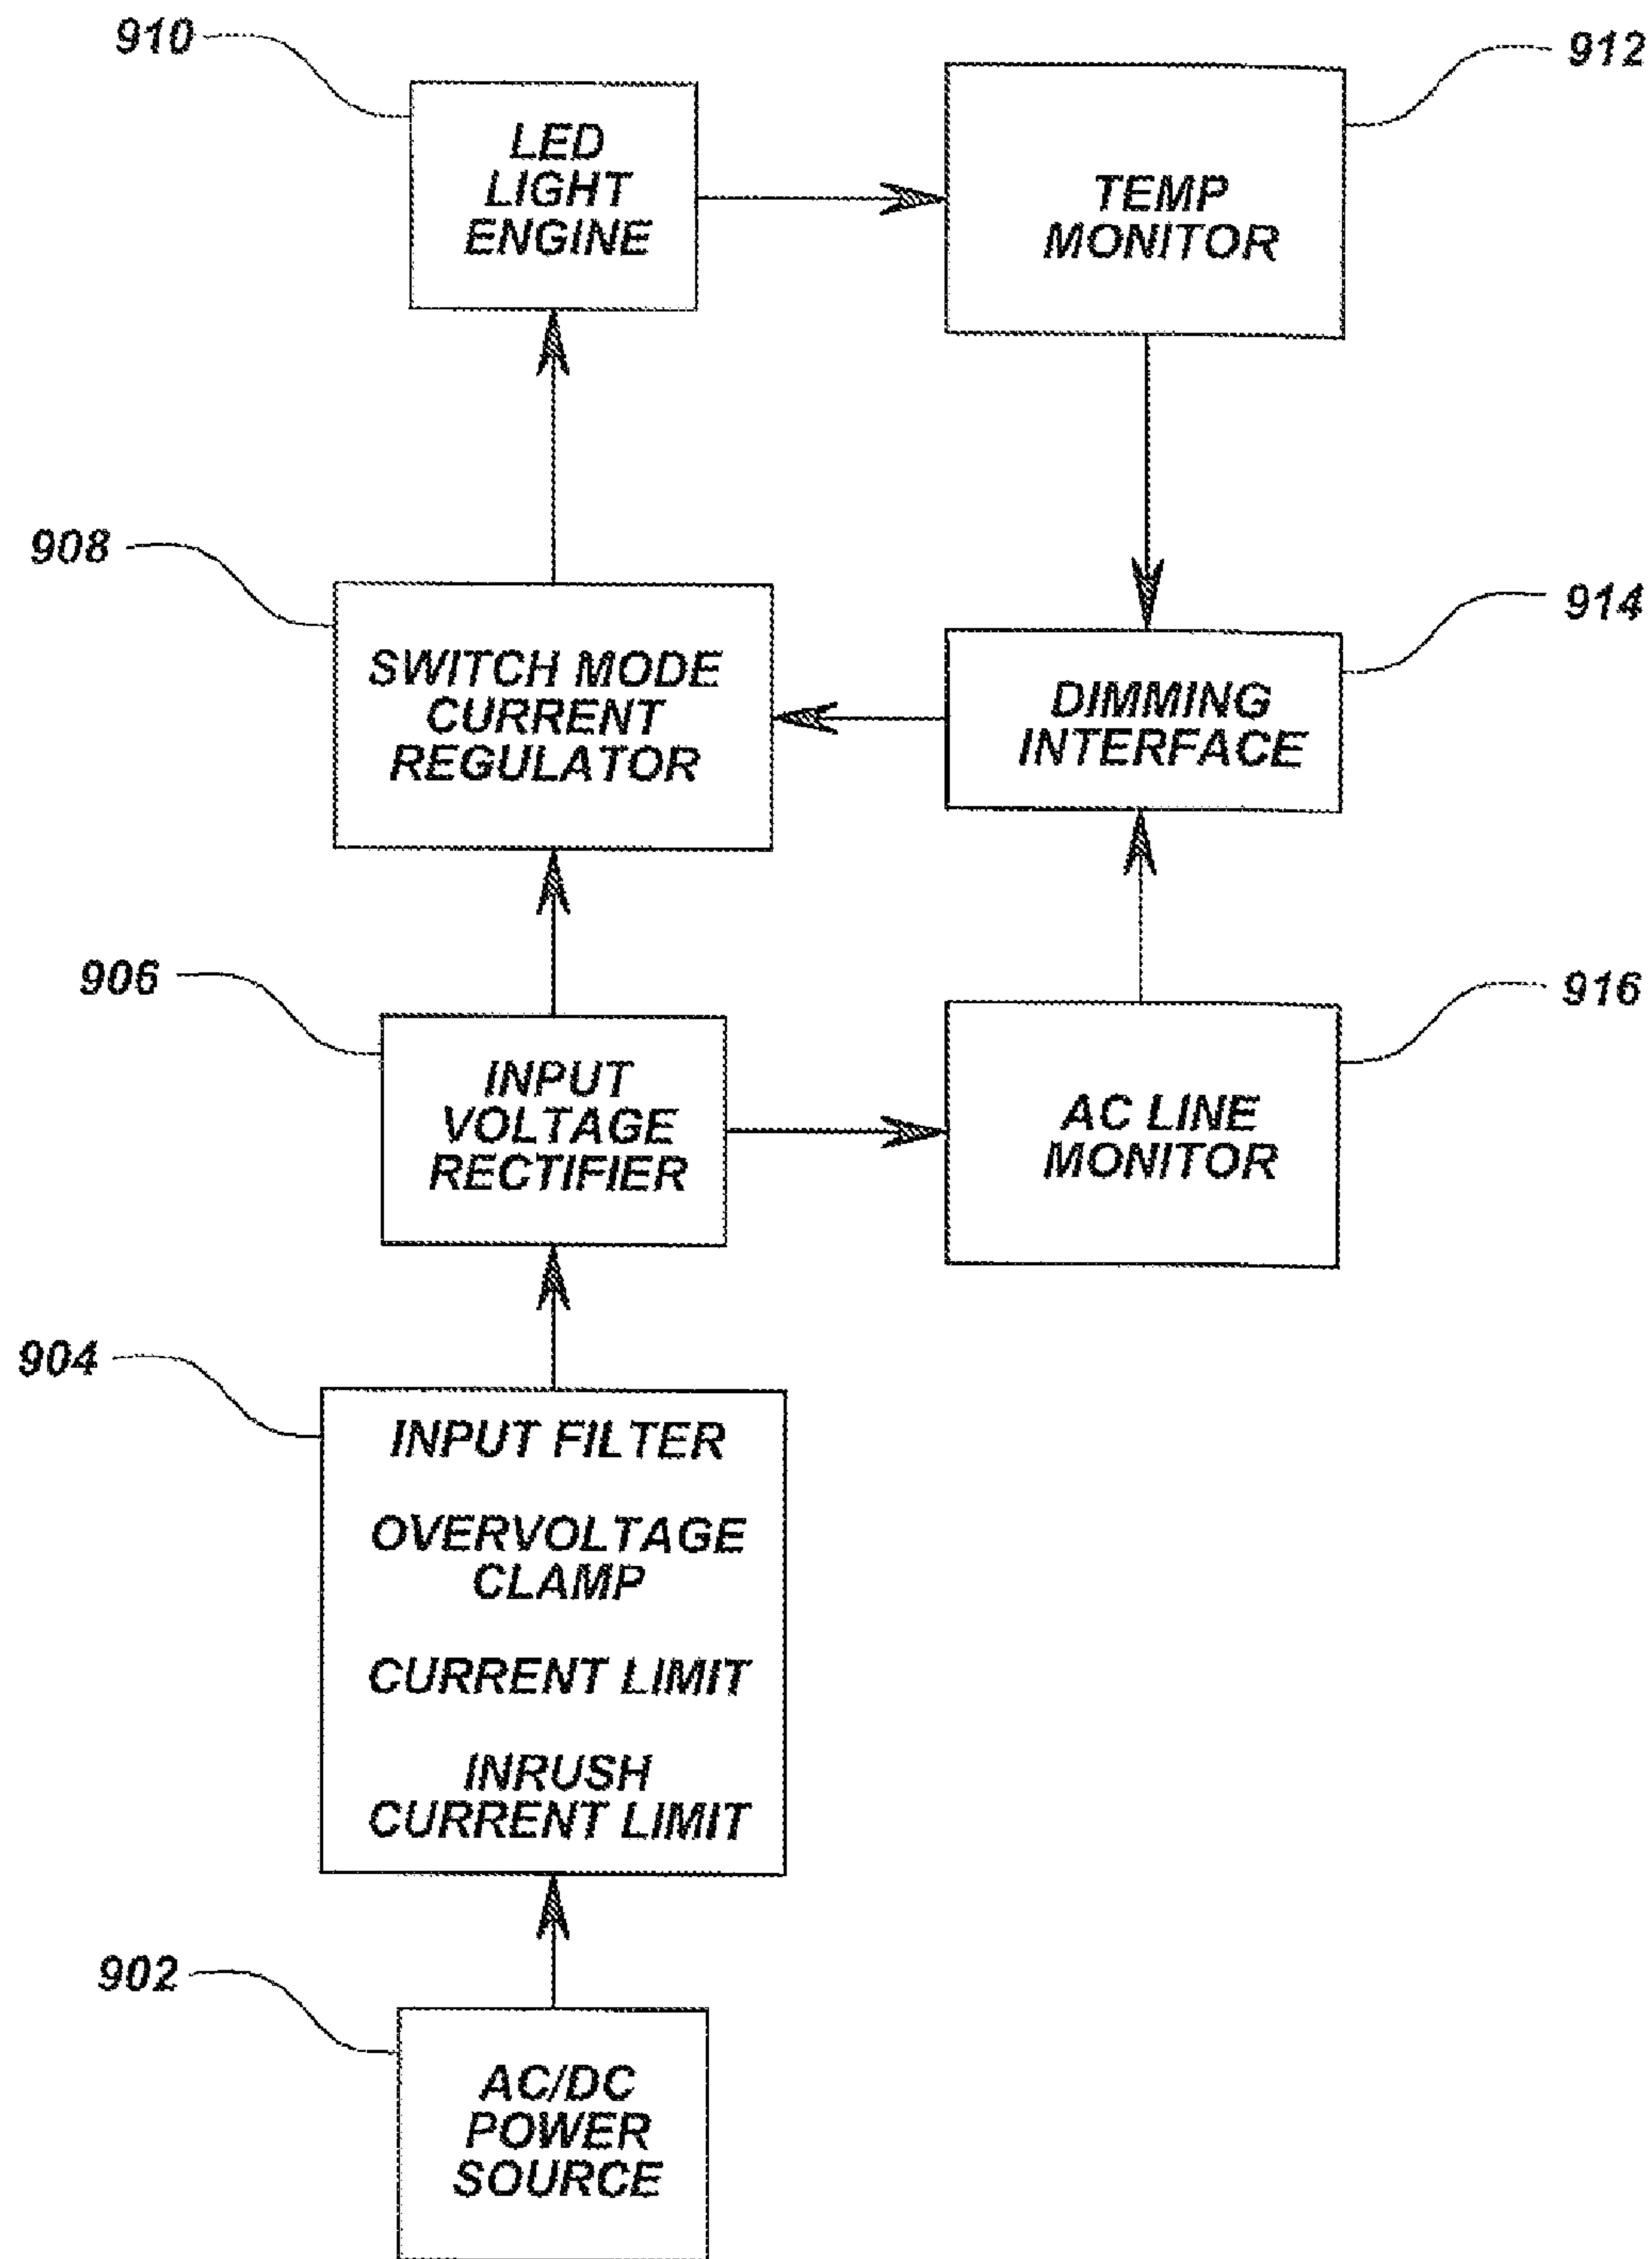 910
912
LED
LIGHT
ENGINE
TEMP
MONITOR
908
914
SWITCH MODE
CURRENT
REGULATOR
DIMMING
INTERFACE
906
916
INPUT
VOLTAGE
RECTIFIER
AC LINE
MONITOR
904
INPUT FILTER
OVERVOLTAGE
CLAMP
CURRENT LIMIT
INRUSH
CURRENT LIMIT
902
AC/DC
POWER
SOURCE